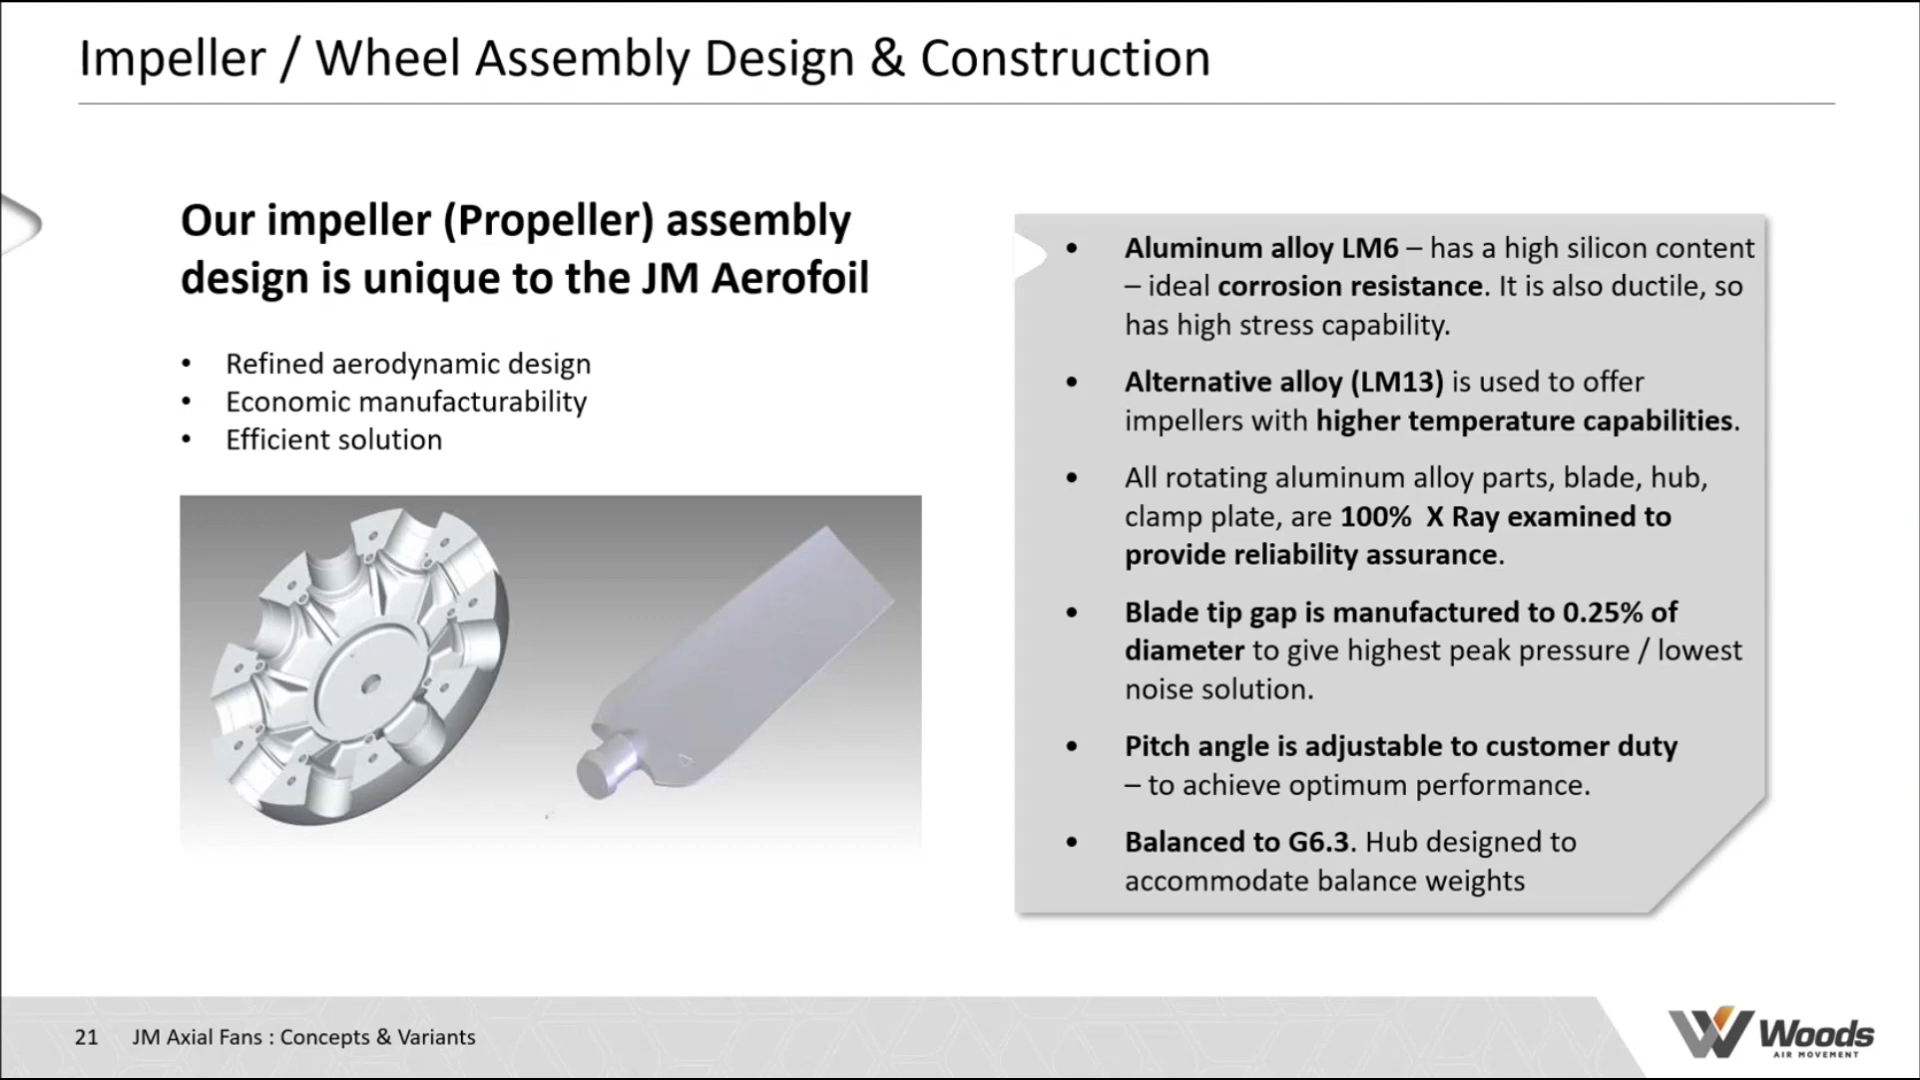 Impeller / Wheel Assembly Design & Construction
Our impeller (Propeller) assembly
design is unique to the JM Aerofoil
• Refined aerodynamic design
• Economic manufacturability
• Efficient solution
• Aluminum alloy LM6 – has a high silicon content
– ideal corrosion resistance. It is also ductile, so
has high stress capability.
• Alternative alloy (LM13) is used to offer
impellers with higher temperature capabilities.
• All rotating aluminum alloy parts, blade, hub,
clamp plate, are 100%  X Ray examined to
provide reliability assurance.
• Blade tip gap is manufactured to 0.25% of
diameter to give highest peak pressure / lowest
noise solution.
• Pitch angle is adjustable to customer duty
– to achieve optimum performance.
• Balanced to G6.3. Hub designed to
accommodate balance weights
21 JM Axial Fans : Concepts & Variants
Woods
AIR MOVEMENT